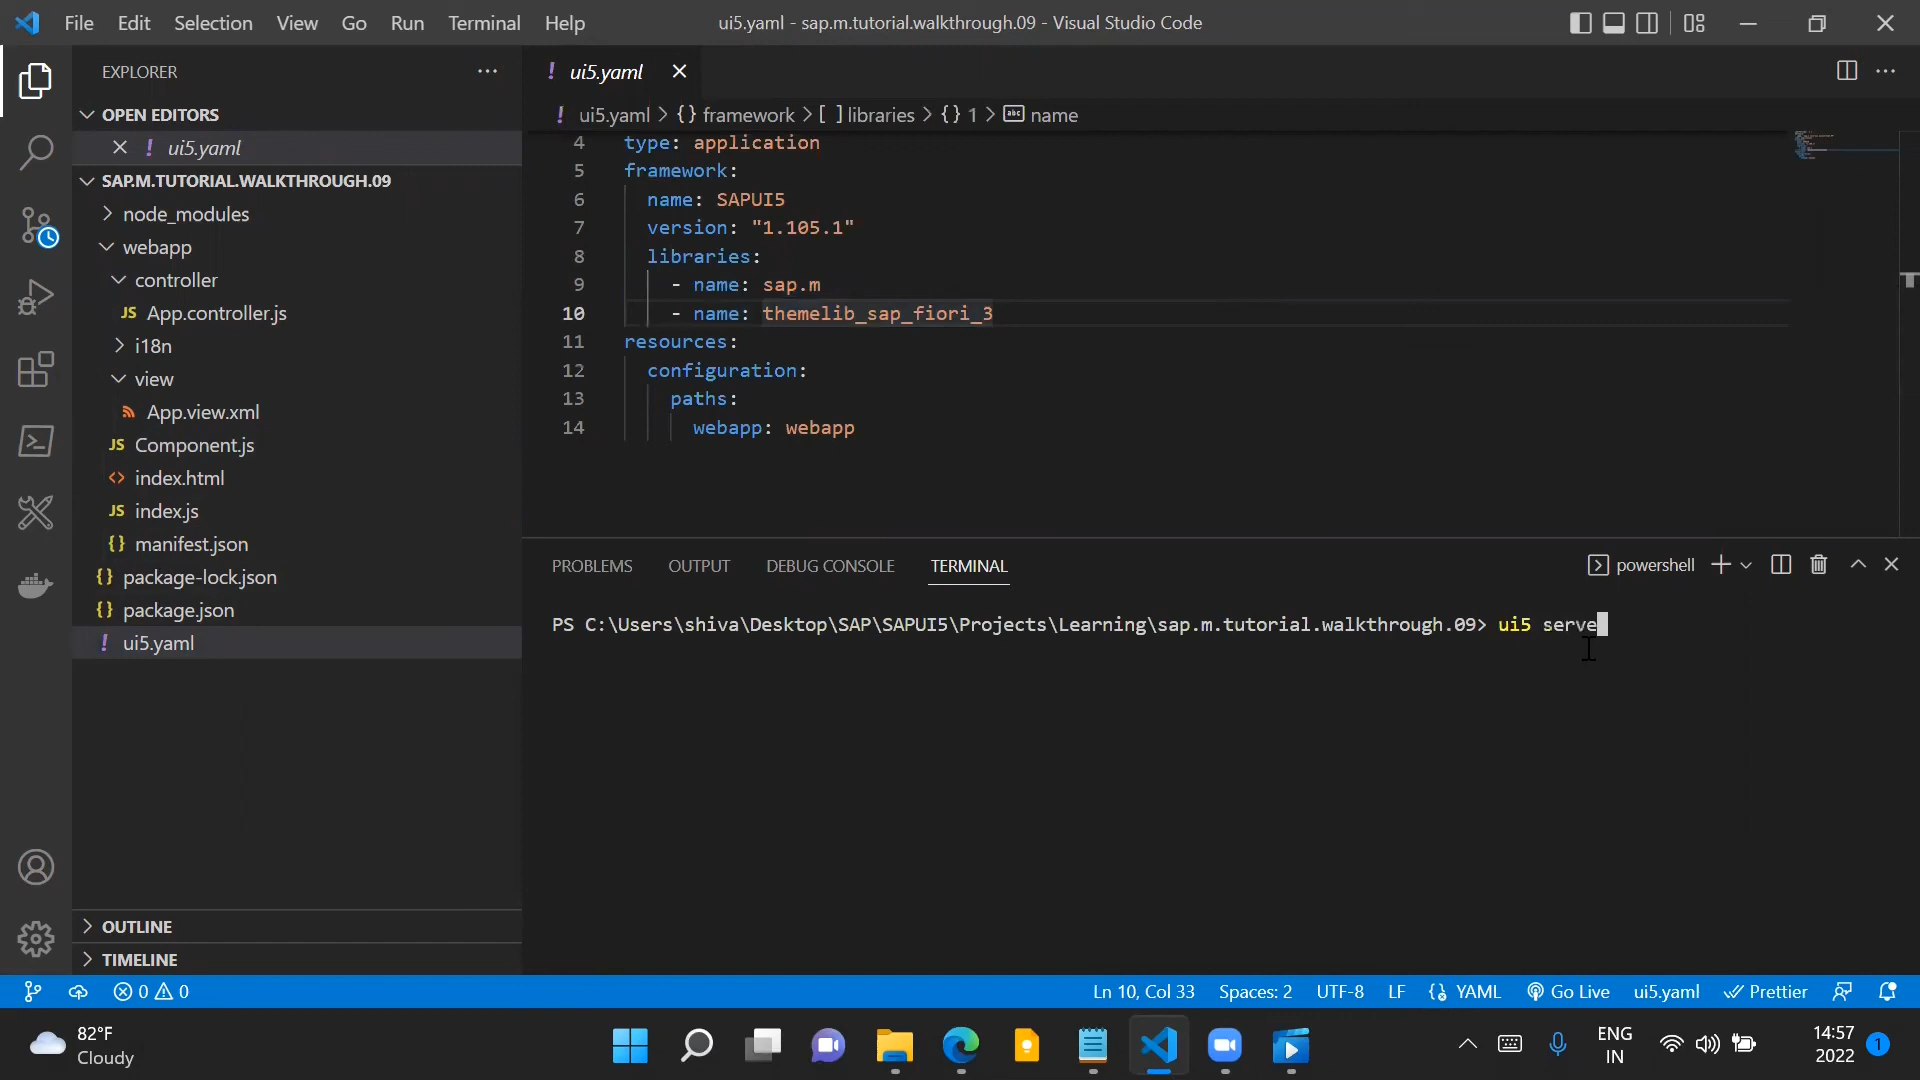 File Edit Selection View Go Run Terminal Help
ui5.yaml - sap.m.tutorial.walkthrough.09 - Visual Studio Code
EXPLORER
OPEN EDITORS
! ui5.yaml
SAP.M.TUTORIAL.WALKTHROUGH.09
node_modules
webapp
controller
JS App.controller.js
i18n
view
App.view.xml
JS Component.js
<> index.html
JS index.js
{} manifest.json
{} package-lock.json
{} package.json
! ui5.yaml
OUTLINE
TIMELINE
! ui5.yaml
! ui5.yaml > {} framework > [ ] libraries > {} 1 > abc name
4 type: application
5 framework:
6 name: SAPUI5
7 version: "1.105.1"
8 libraries:
9 - name: sap.m
10 - name: themelib_sap_fiori_3
11 resources:
12 configuration:
13 paths:
14 webapp: webapp
PROBLEMS OUTPUT DEBUG CONSOLE TERMINAL
powershell
PS C:\Users\shiva\Desktop\SAP\SAPUI5\Projects\Learning\sap.m.tutorial.walkthrough.09> ui5 serve
0 0
Ln 10, Col 33 Spaces: 2 UTF-8 LF YAML Go Live ui5.yaml Prettier
82°F
Cloudy
ENG
IN
14:57
2022
1